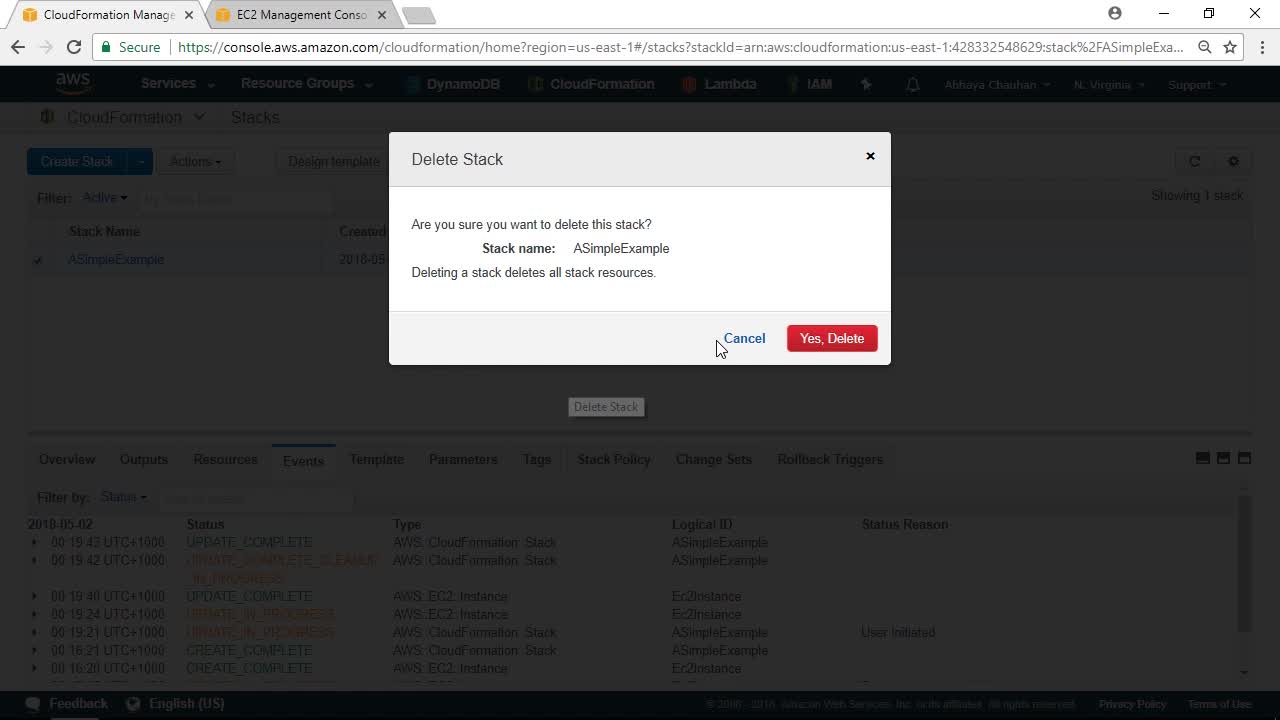 CloudFormation Manage
EC2 Management Conso
Secure
https://console.aws.amazon.com/cloudformation/home?region=us-east-1#/stacks?stackId=arn:aws:cloudformation:us-east-1:428332548629:stack%2FASimpleExa...
aws
Services
Resource Groups
DynamoDB
CloudFormation
Lambda
IAM
Abhaya Chauhan
N. Virginia
Support
CloudFormation
Stacks
Create Stack
Actions
Design template
Filter: Active
Showing 1 stack
Stack Name
Created
ASimpleExample
2018-05-
Delete Stack
Are you sure you want to delete this stack?
Stack name: ASimpleExample
Deleting a stack deletes all stack resources.
Cancel
Yes, Delete
Delete Stack
Overview Outputs Resources Events Template Parameters Tags Stack Policy Change Sets Rollback Triggers
Filter by: Status
2018-05-02 Status Type Logical ID Status Reason
00:19:43 UTC+1000 UPDATE_COMPLETE AWS::CloudFormation::Stack ASimpleExample
00:19:42 UTC+1000 UPDATE_COMPLETE_CLEANUP_IN_PROGRESS AWS::CloudFormation::Stack ASimpleExample
00:19:40 UTC+1000 UPDATE_COMPLETE AWS::EC2::Instance Ec2Instance
00:19:24 UTC+1000 UPDATE_IN_PROGRESS AWS::EC2::Instance Ec2Instance
00:19:21 UTC+1000 UPDATE_IN_PROGRESS AWS::CloudFormation::Stack ASimpleExample User Initiated
00:16:21 UTC+1000 CREATE_COMPLETE AWS::CloudFormation::Stack ASimpleExample
00:16:20 UTC+1000 CREATE_COMPLETE AWS::EC2::Instance Ec2Instance
Feedback
English (US)
© 2008 - 2018, Amazon Web Services, Inc. or its affiliates. All rights reserved.
Privacy Policy
Terms of Use